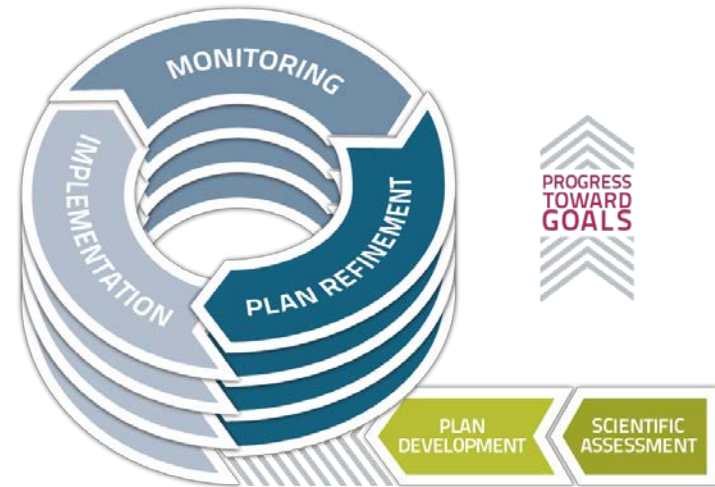 MONITORING
IMPLEMENTATION
PLAN REFINEMENT
PROGRESS
TOWARD
GOALS
PLAN
DEVELOPMENT
SCIENTIFIC
ASSESSMENT